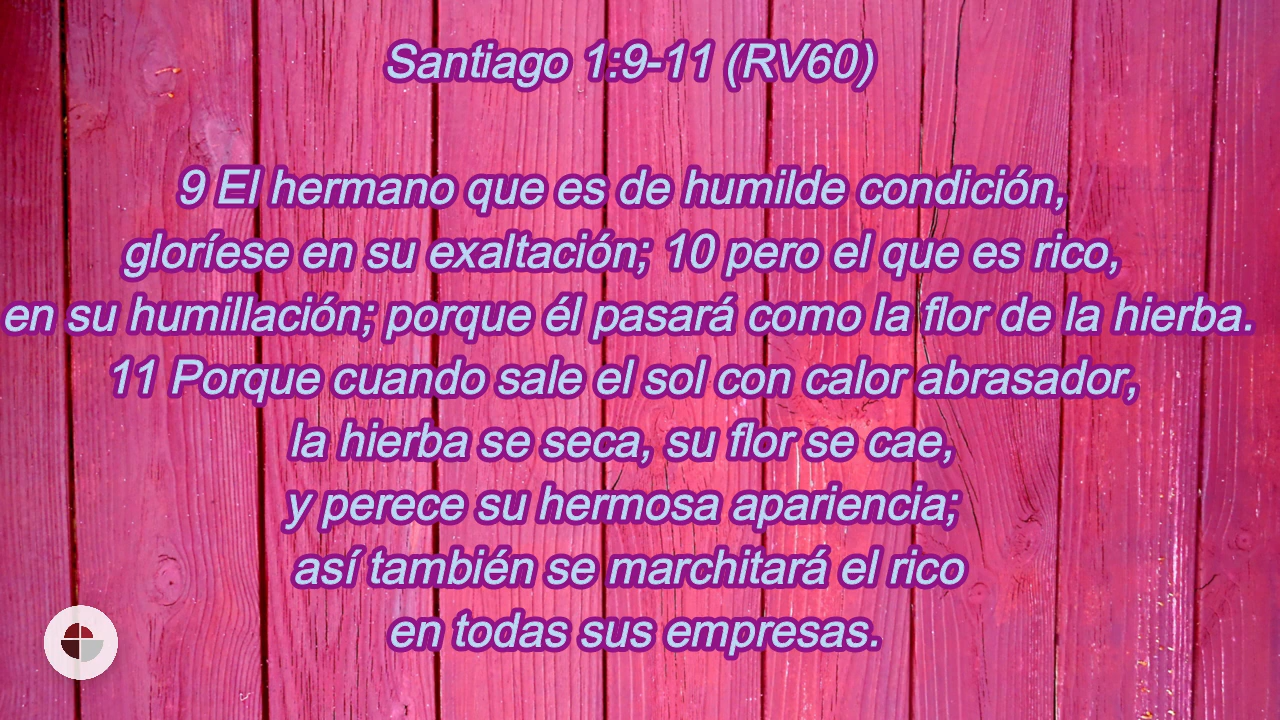 Santiago 1:9-11 (RV60)
9 El hermano que es de humilde condición,
gloríese en su exaltación; 10 pero el que es rico,
en su humillación; porque él pasará como la flor de la hierba.
11 Porque cuando sale el sol con calor abrasador,
la hierba se seca, su flor se cae,
y perece su hermosa apariencia;
así también se marchitará el rico
en todas sus empresas.